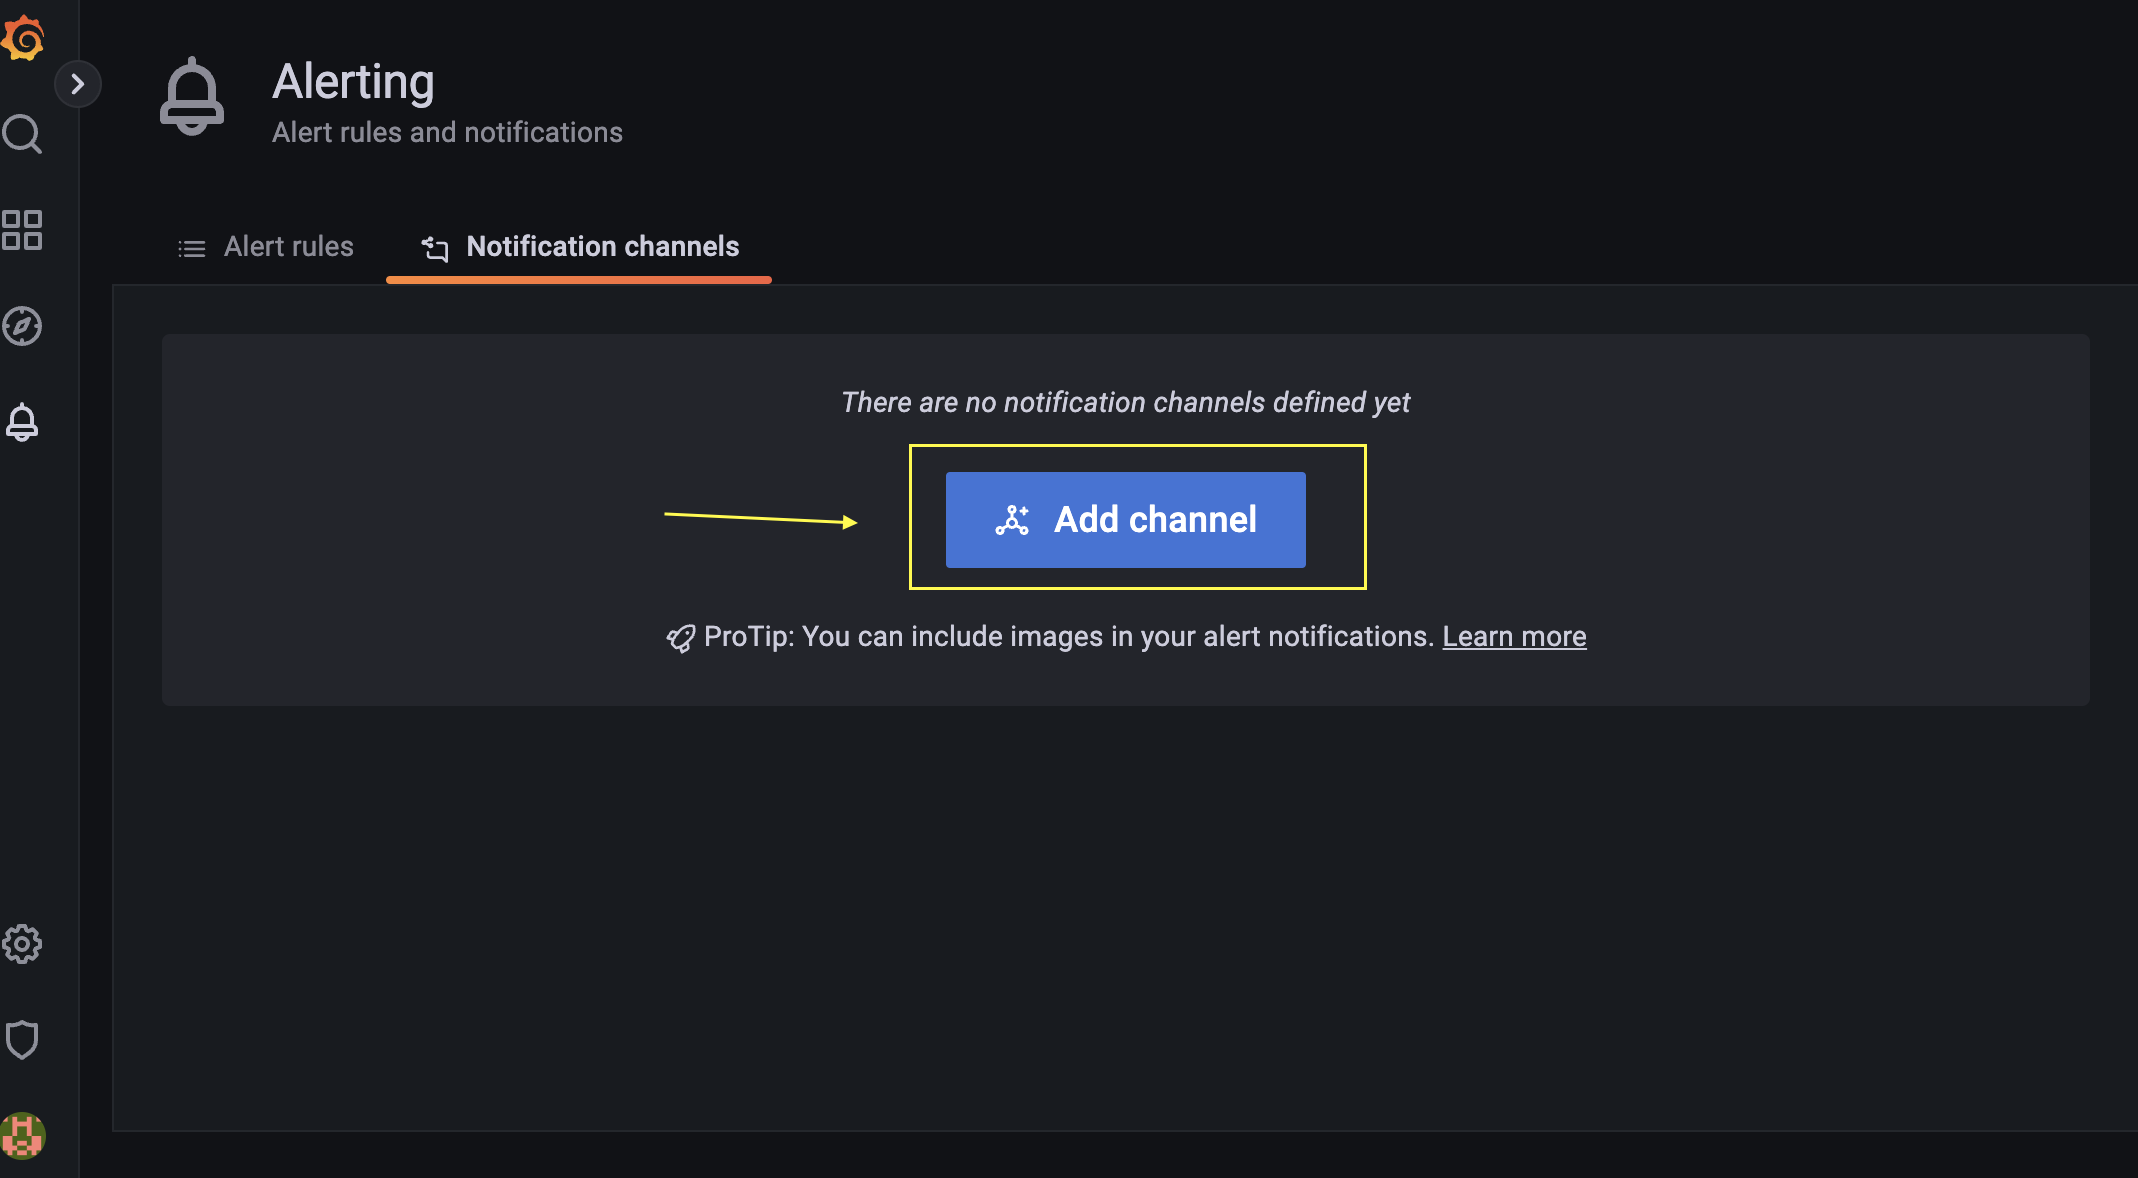 Alerting
Alert rules and notifications
Alert rules
Notification channels
There are no notification channels defined yet
Add channel
ProTip: You can include images in your alert notifications. Learn more